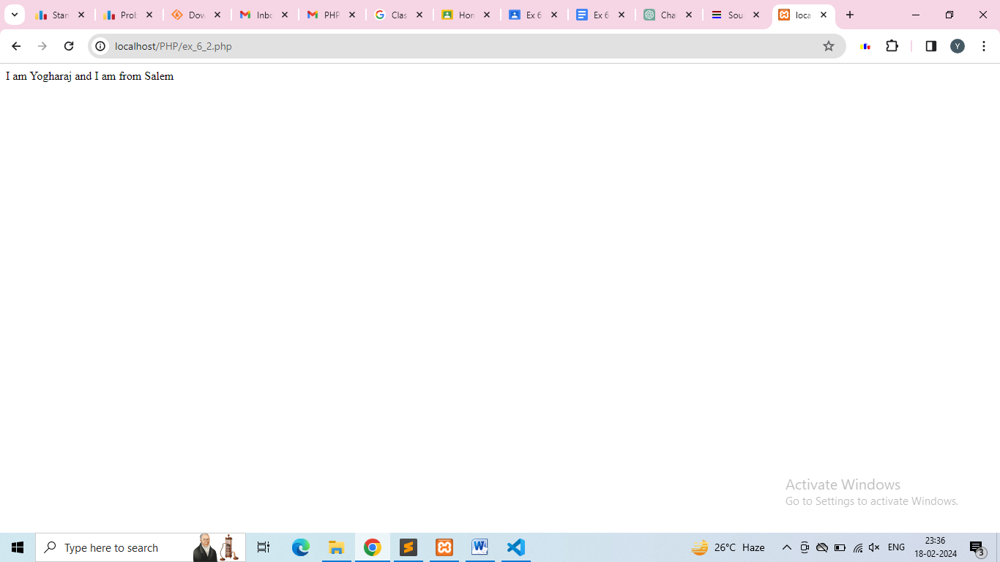 Star
Prob
Dow
Inbo
PHP
Clas
Hon
Ex 6
Ex 6
Cha
Sou
loca
localhost/PHP/ex_6_2.php
Y
I am Yogharaj and I am from Salem
Activate Windows
Go to Settings to activate Windows.
Type here to search
26°C Haze
ENG
23:36
18-02-2024
3